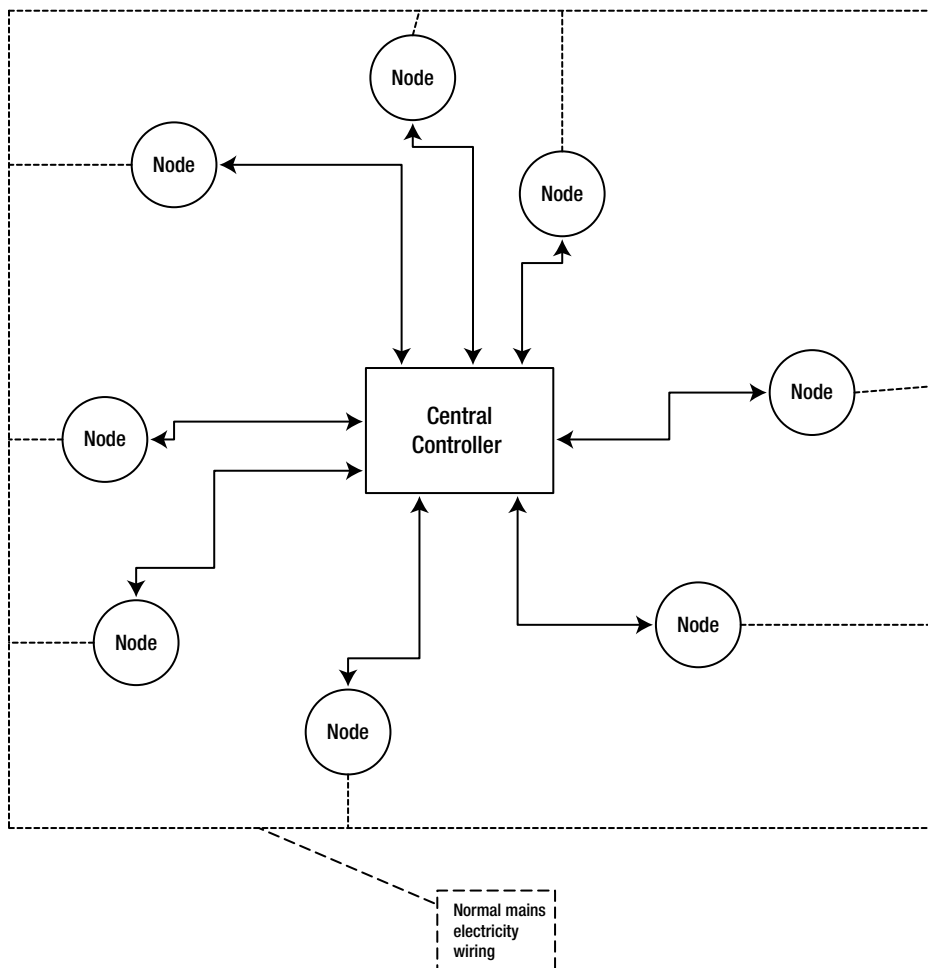 Node
Node
Node
Node
Central
Controller
Node
Node
Node
Node
Node
Normal mains
electricity
wiring